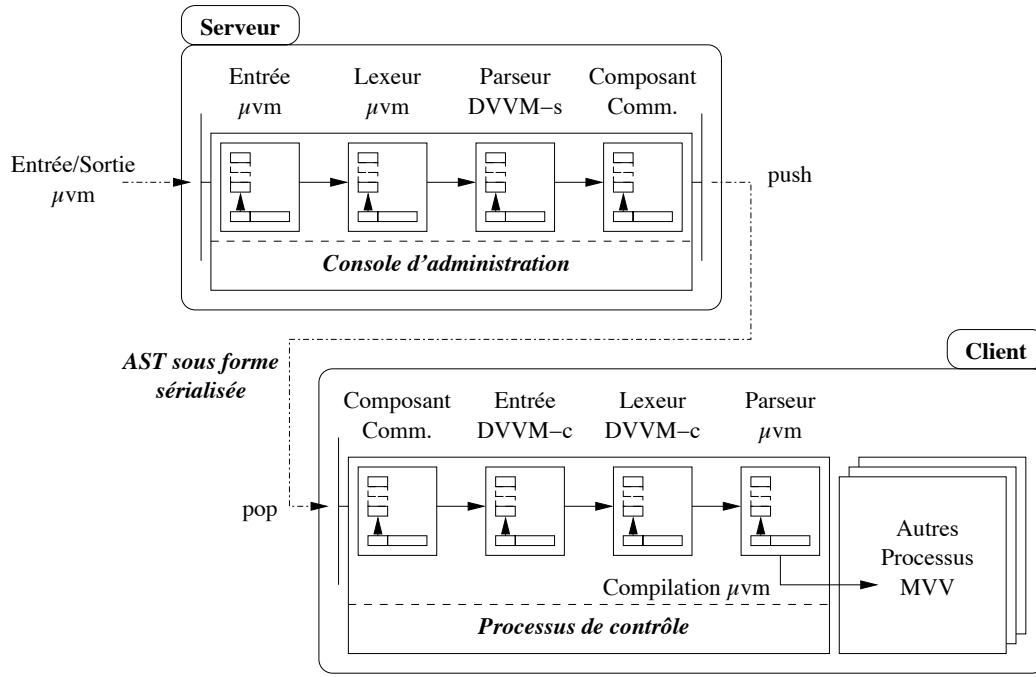 Serveur
Entrée Lexeur Parseur Composant
µvm µvm DVVM–s Comm.
Entrée/Sortie
µvm
push
Console d'administration
AST sous forme
sérialisée
Client
Composant Entrée Lexeur Parseur
Comm. DVVM–c DVVM–c µvm
pop
Autres
Processus
MVV
Compilation µvm
Processus de contrôle